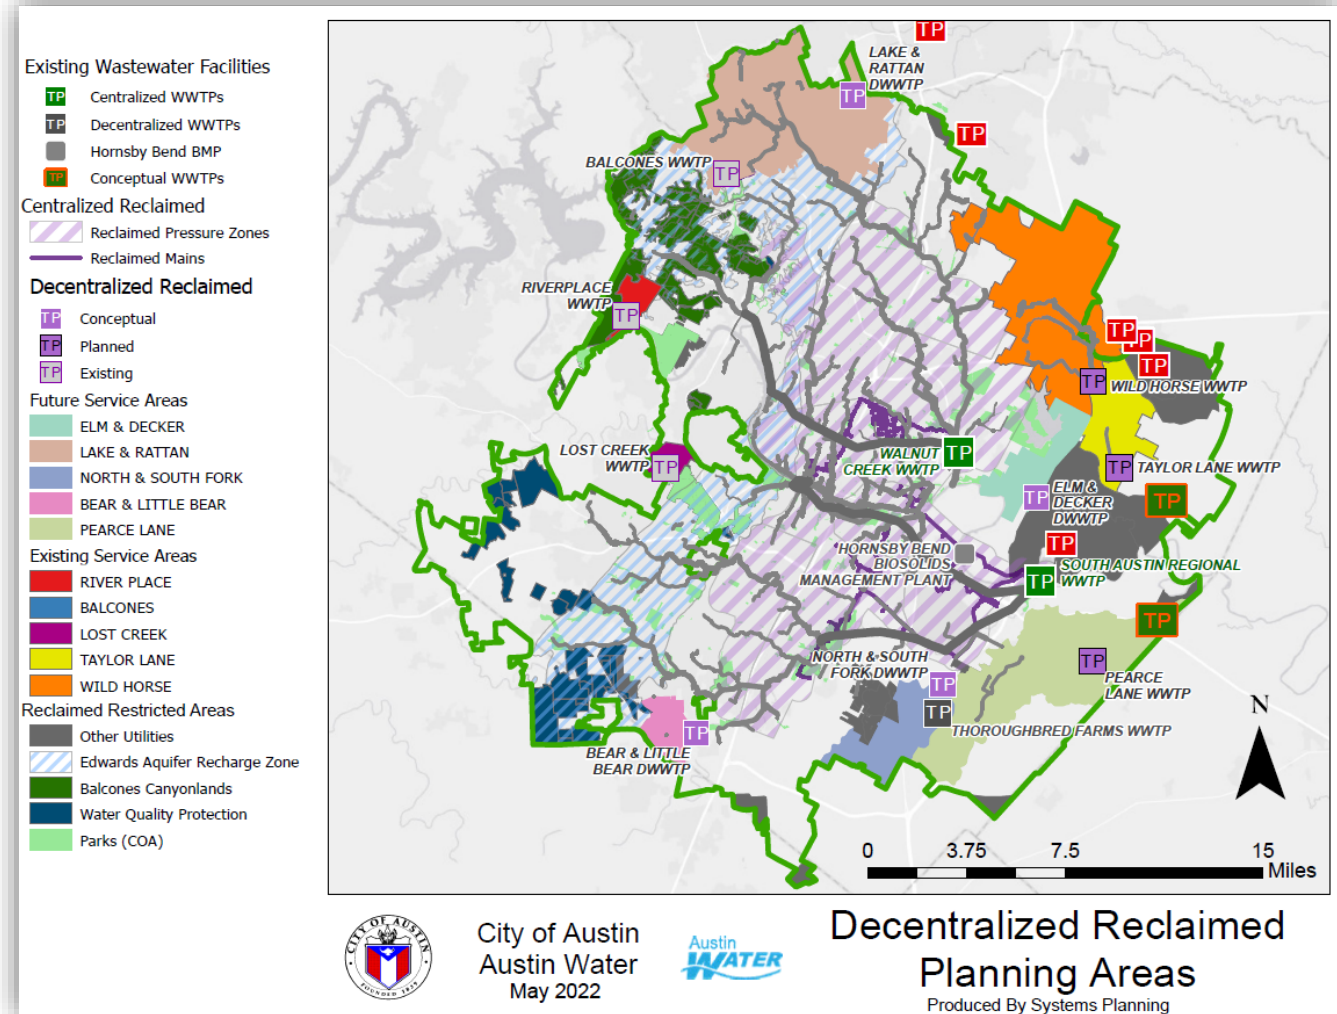 Existing Wastewater Facilities
TP Centralized WWTPs
TP Decentralized WWTPs
Hornsby Bend BMP
TP Conceptual WWTPs
Centralized Reclaimed
Reclaimed Pressure Zones
Reclaimed Mains
Decentralized Reclaimed
TP Conceptual
TP Planned
TP Existing
Future Service Areas
ELM & DECKER
LAKE & RATTAN
NORTH & SOUTH FORK
BEAR & LITTLE BEAR
PEARCE LANE
Existing Service Areas
RIVER PLACE
BALCONES
LOST CREEK
TAYLOR LANE
WILD HORSE
Reclaimed Restricted Areas
Other Utilities
Edwards Aquifer Recharge Zone
Balcones Canyonlands
Water Quality Protection
Parks (COA)
TP
LAKE &
RATTAN
DWWTP
TP
TP
BALCONES WWTP
TP
RIVERPLACE
WWTP
TP
TP
TP
TP
TP
WILD HORSE WWTP
LOST CREEK
WWTP
TP
WALNUT
CREEK WWTP
TP
TP
TAYLOR LANE WWTP
TP
ELM &
DECKER
DWWTP
TP
TP
HORNSBY BEND
BIOSOLIDS
MANAGEMENT PLANT
SOUTH AUSTIN REGIONAL
WWTP
TP
TP
NORTH & SOUTH
FORK DWWTP
TP
TP
PEARCE
LANE WWTP
TP
THOROUGHBRED FARMS WWTP
BEAR & LITTLE
BEAR DWWTP
TP
N
0 3.75 7.5 15
Miles
CITY OF AUSTIN
FOUNDED 1839
City of Austin
Austin Water
May 2022
Austin
WATER
Decentralized Reclaimed
Planning Areas
Produced By Systems Planning